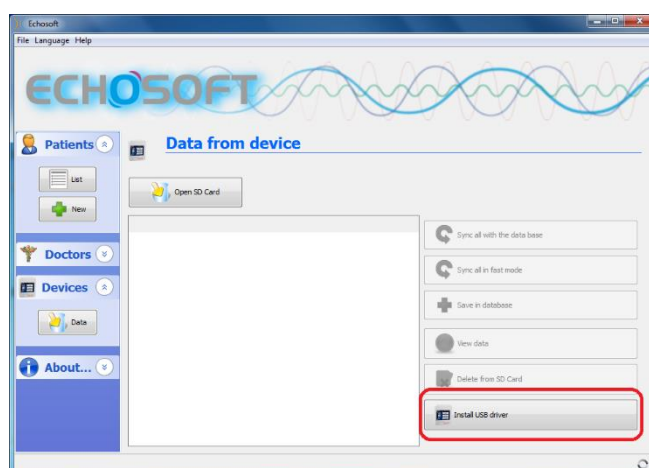 Echosoft
File Language Help
ECHOSOFT
Patients
List
New
Doctors
Devices
Data
About...
Data from device
Open SD Card
Sync all with the data base
Sync all in fast mode
Save in database
View data
Delete from SD Card
Install USB driver